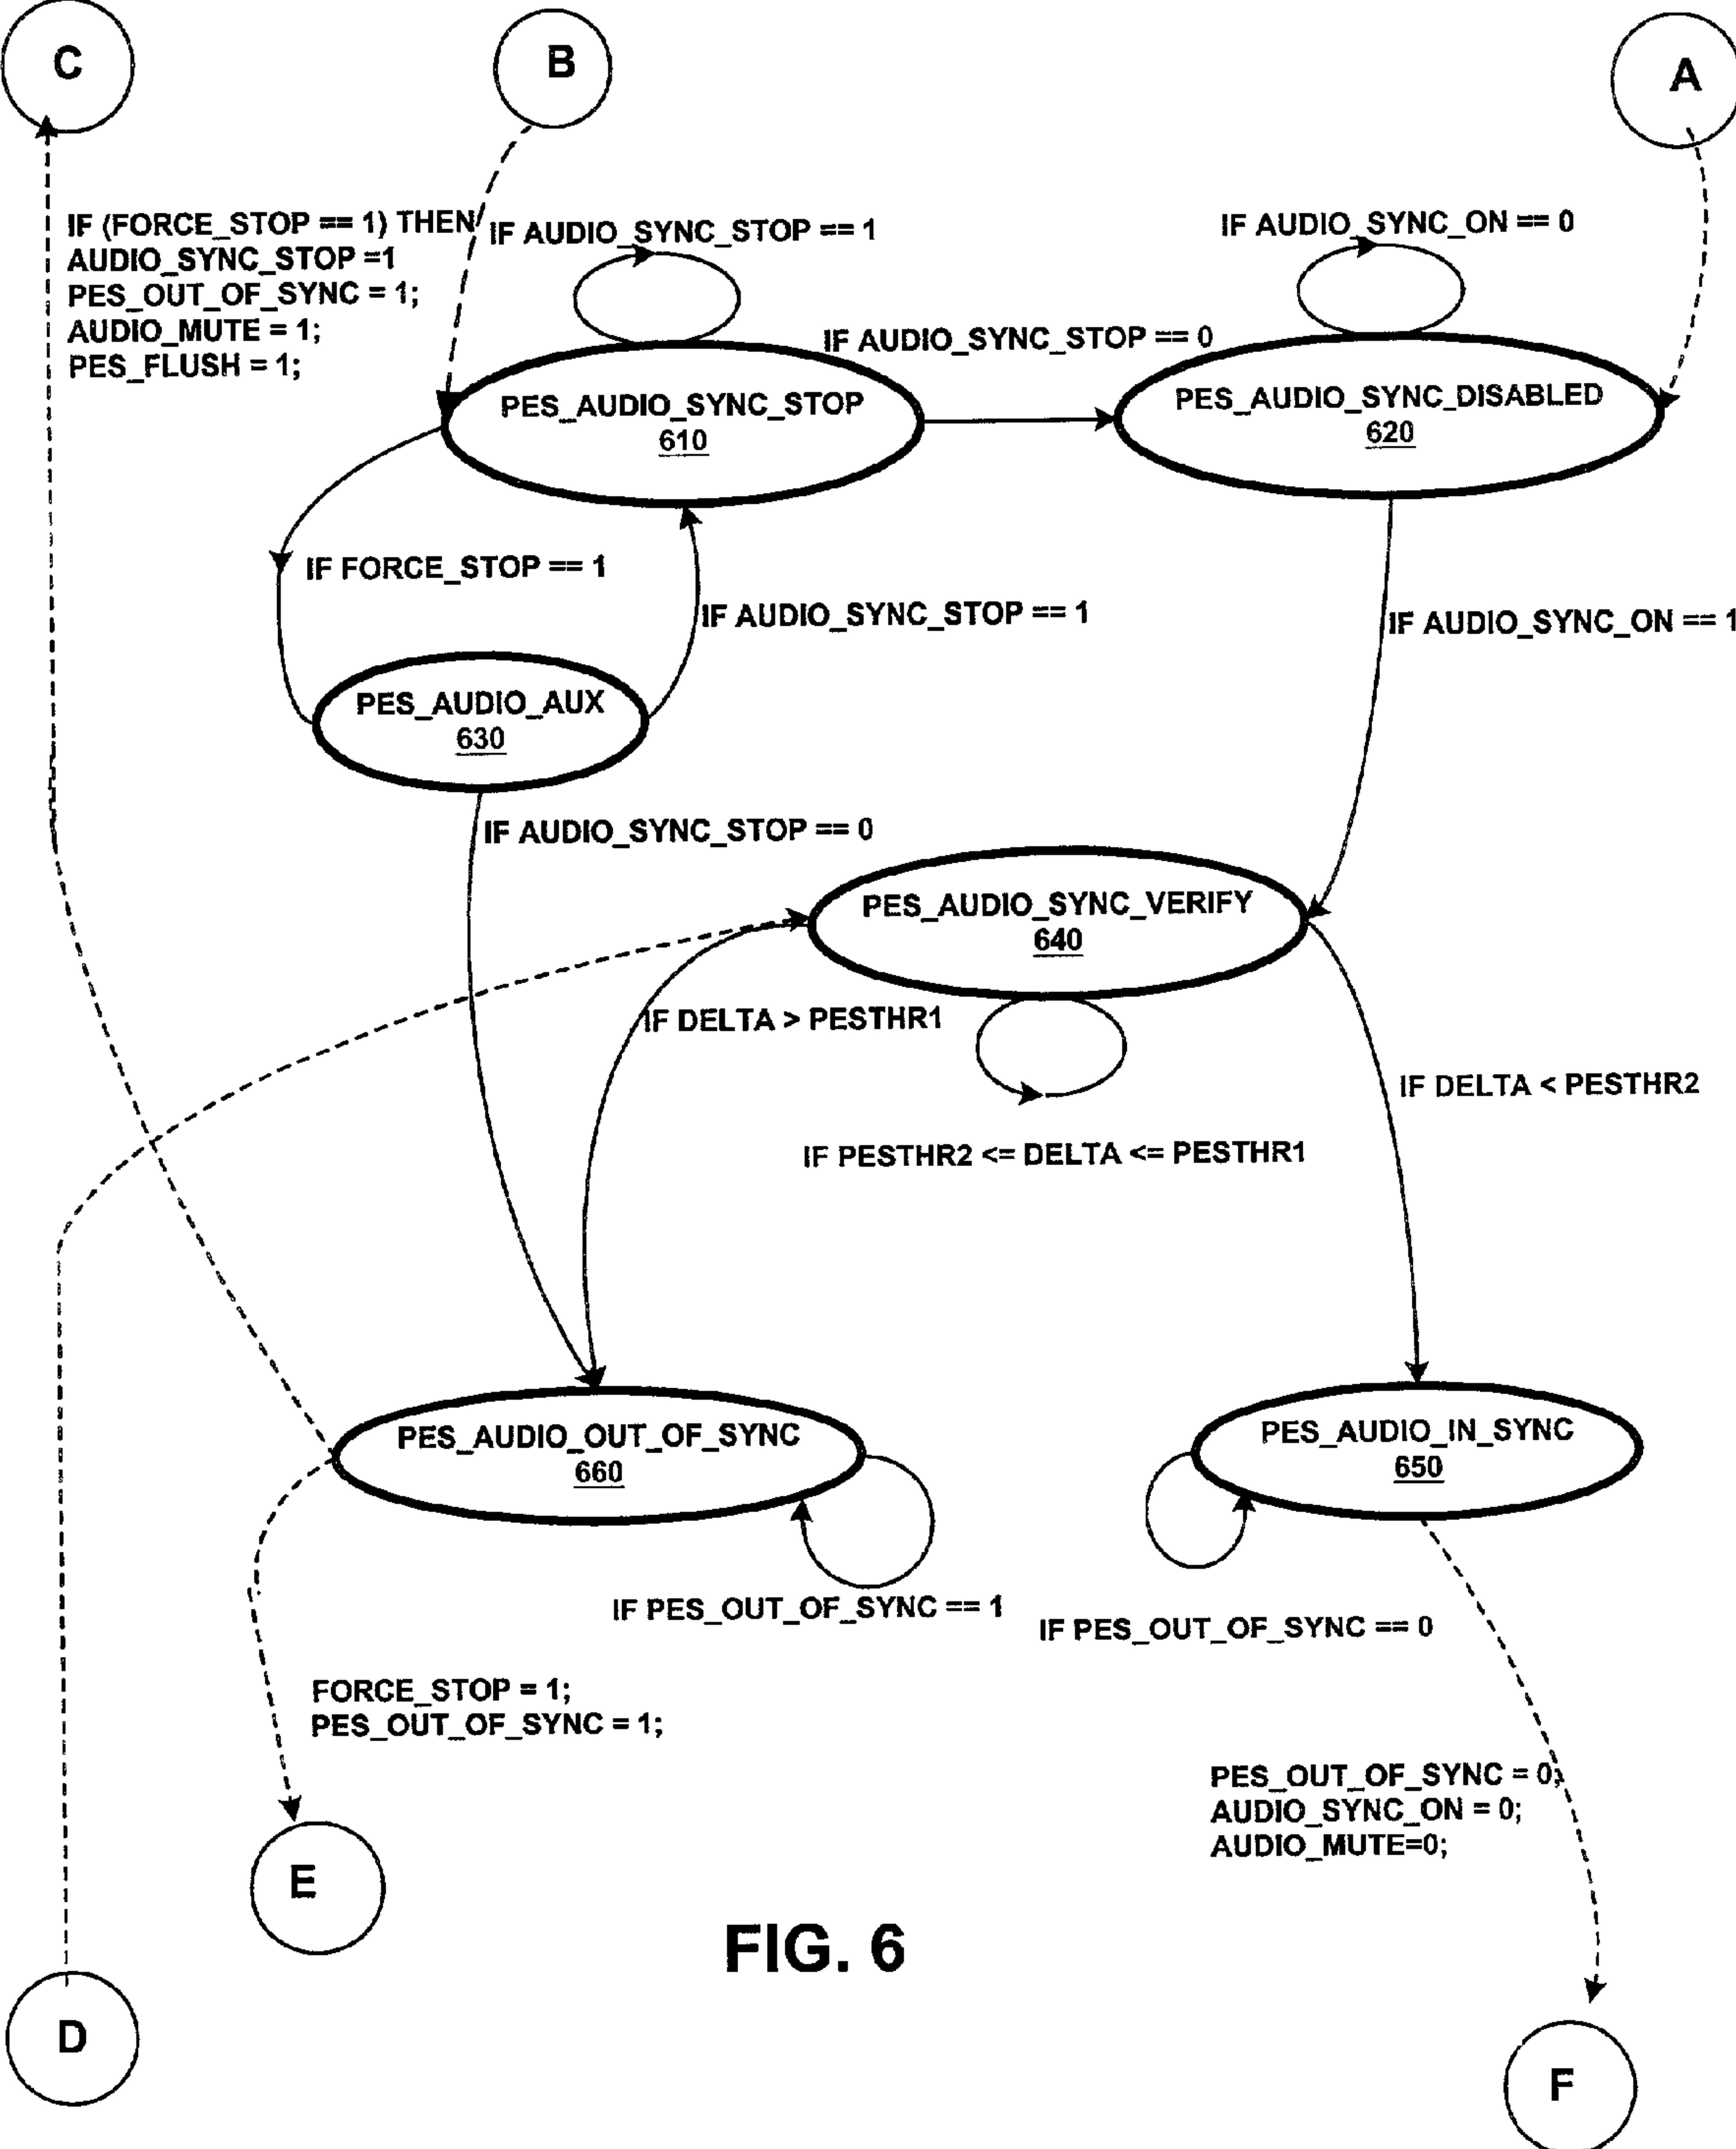 C
B
A
IF (FORCE_STOP == 1) THEN
AUDIO_SYNC_STOP =1
PES_OUT_OF_SYNC = 1;
AUDIO_MUTE = 1;
PES_FLUSH = 1;
IF AUDIO_SYNC_STOP == 1
IF AUDIO_SYNC_ON == 0
IF AUDIO_SYNC_STOP == 0
PES_AUDIO_SYNC_STOP
610
PES_AUDIO_SYNC_DISABLED
620
IF FORCE_STOP == 1
IF AUDIO_SYNC_STOP == 1
IF AUDIO_SYNC_ON == 1
PES_AUDIO_AUX
630
IF AUDIO_SYNC_STOP == 0
PES_AUDIO_SYNC_VERIFY
640
IF DELTA > PESTHR1
IF DELTA < PESTHR2
IF PESTHR2 <= DELTA <= PESTHR1
PES_AUDIO_OUT_OF_SYNC
660
PES_AUDIO_IN_SYNC
650
IF PES_OUT_OF_SYNC == 1
IF PES_OUT_OF_SYNC == 0
FORCE_STOP = 1;
PES_OUT_OF_SYNC = 1;
PES_OUT_OF_SYNC = 0;
AUDIO_SYNC_ON = 0;
AUDIO_MUTE=0;
E
FIG. 6
D
F